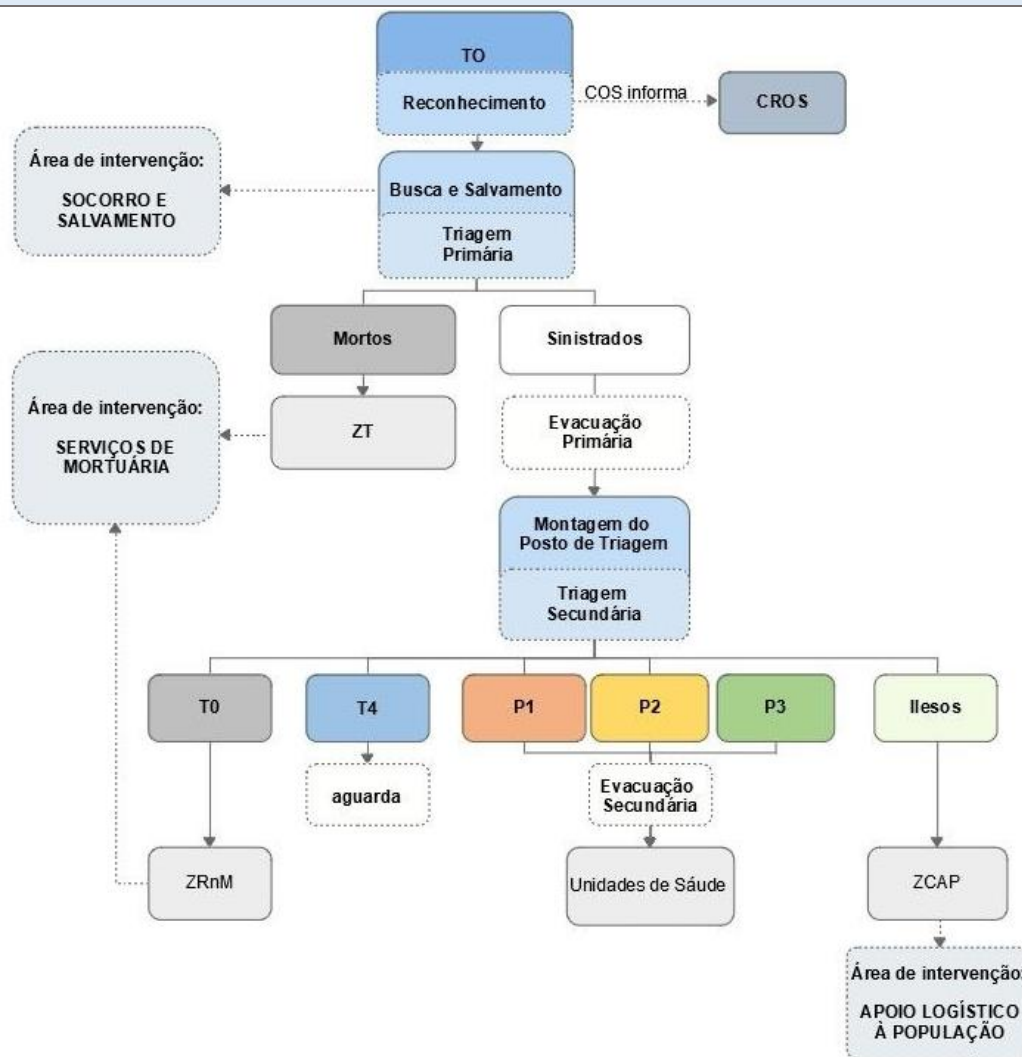 TO
Reconhecimento
COS informa
CROS
Área de intervenção:
SOCORRO E
SALVAMENTO
Busca e Salvamento
Triagem
Primária
Mortos
Sinistrados
Área de intervenção:
SERVIÇOS DE
MORTUÁRIA
ZT
Evacuação
Primária
Montagem do
Posto de Triagem
Triagem
Secundária
T0
T4
P1
P2
P3
Ilesos
aguarda
Evacuação
Secundária
ZRnM
Unidades de Sáude
ZCAP
Área de intervenção:
APOIO LOGÍSTICO
À POPULAÇÃO